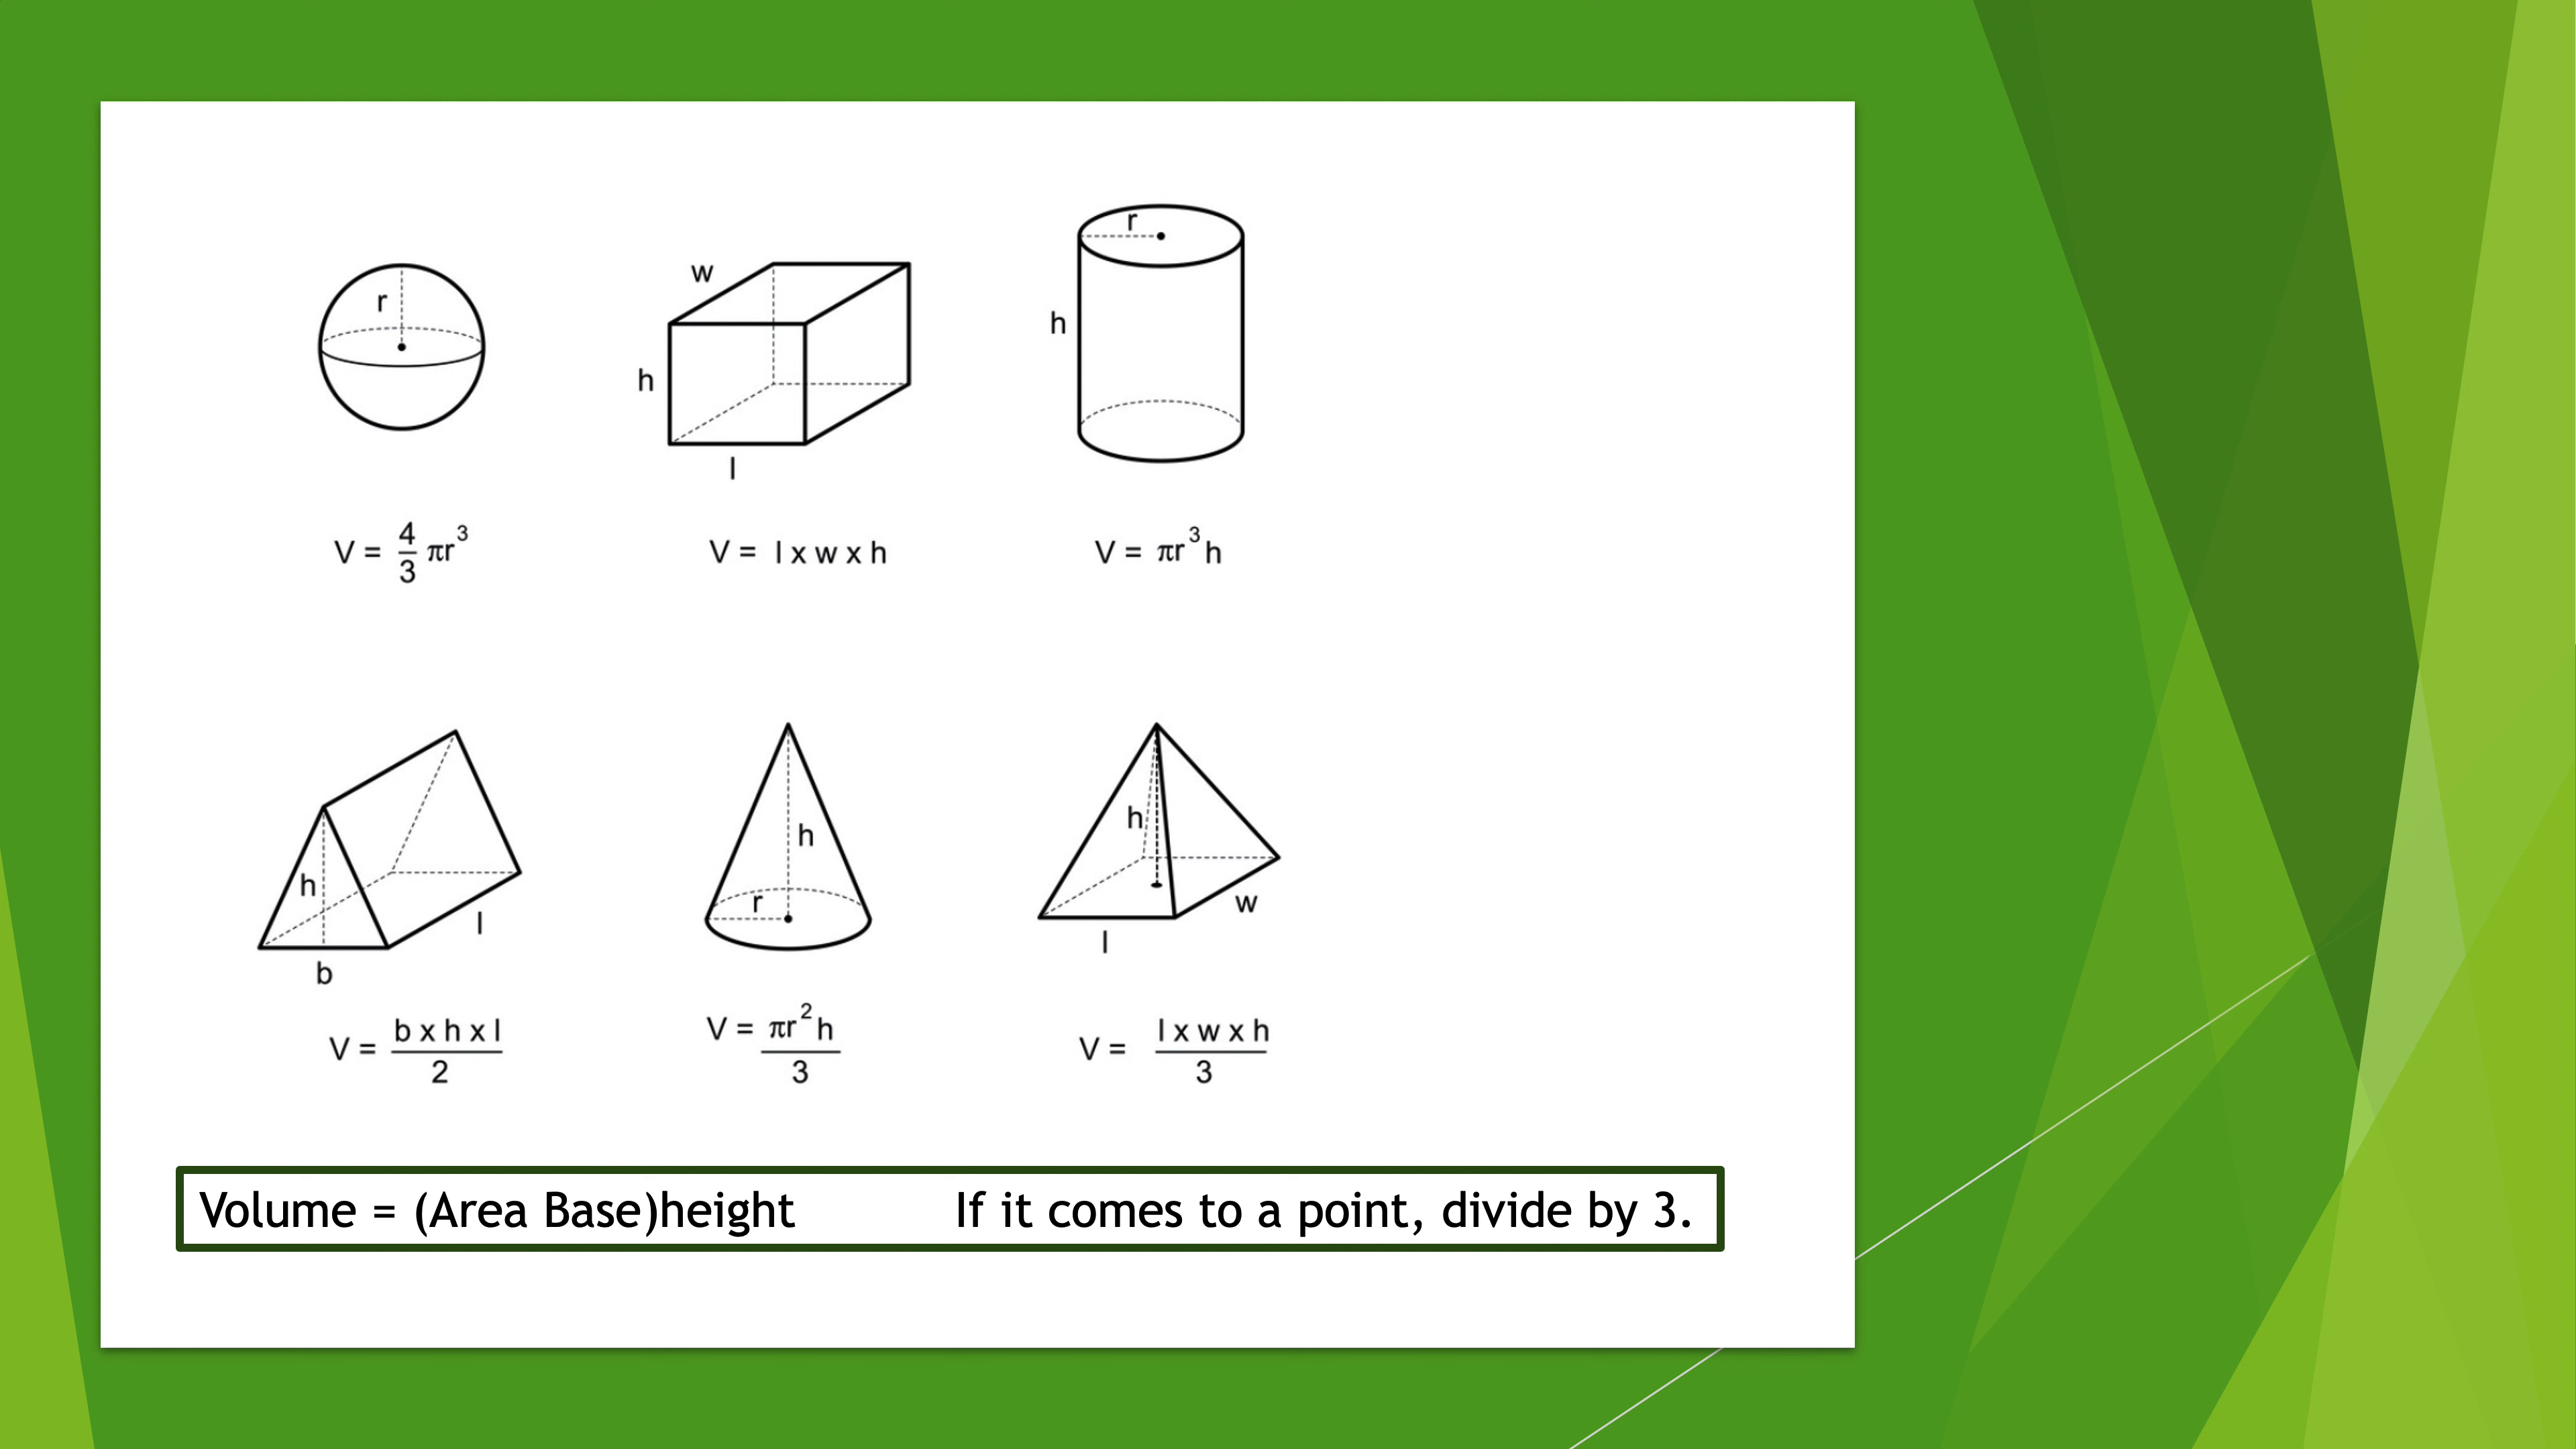 r
w
h
l
r
h
V = 4/3 πr³
V = l x w x h
V = πr³h
h
b
l
h
r
h
l
w
V = b x h x l / 2
V = πr²h / 3
V = l x w x h / 3
Volume = (Area Base)height If it comes to a point, divide by 3.